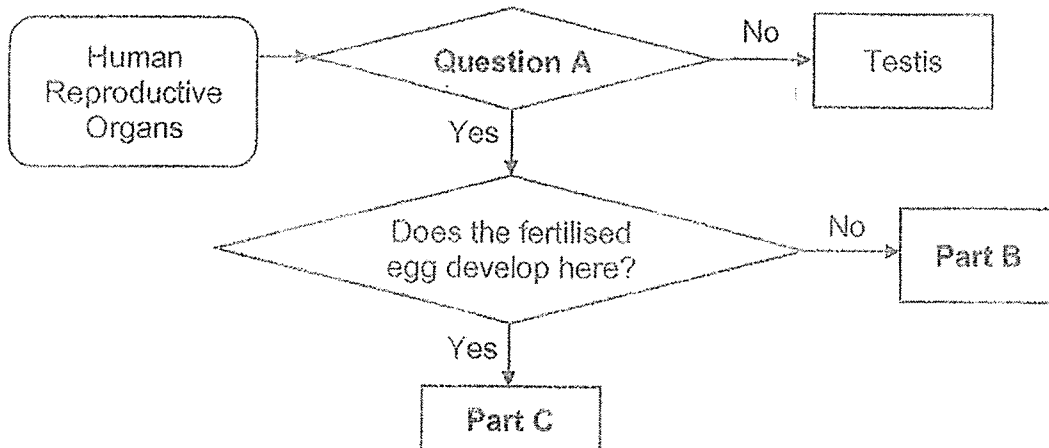 Human
Reproductive
Organs
Question A
No
Testis
Yes
Does the fertilised
egg develop here?
No
Part B
Yes
Part C